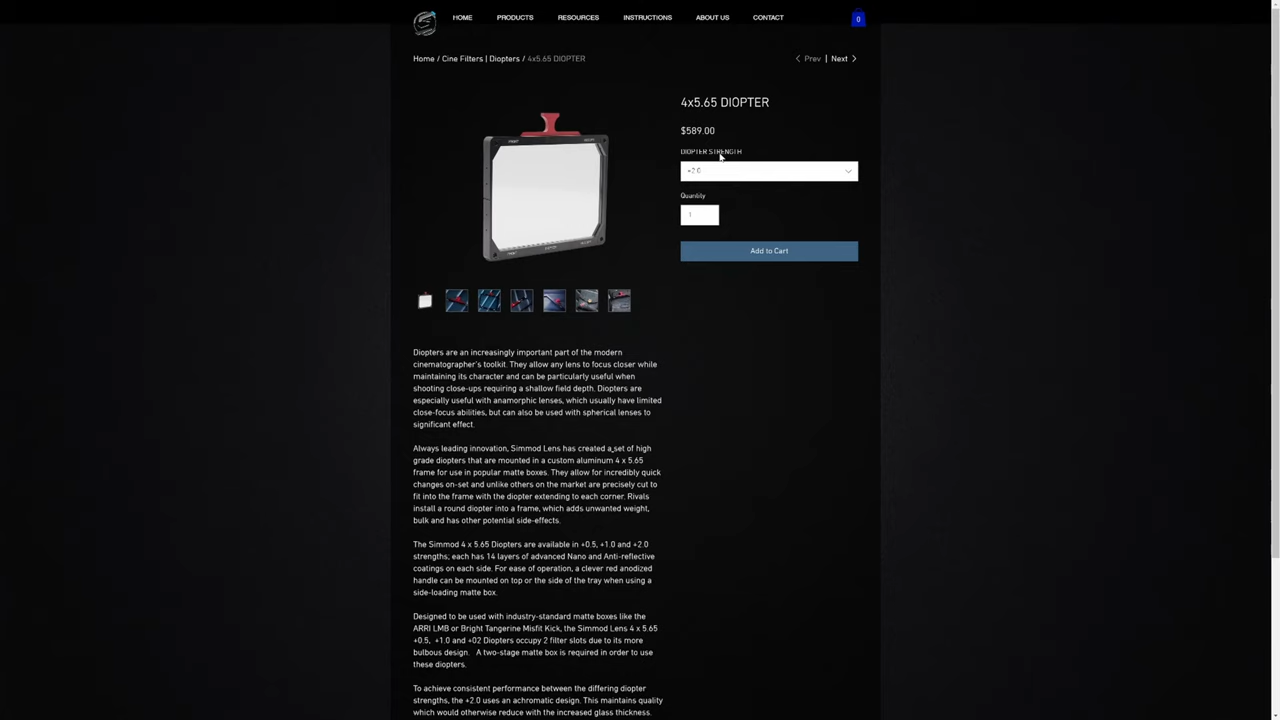 HOME PRODUCTS RESOURCES INSTRUCTIONS ABOUT US CONTACT 0
Home / Cine Filters | Diopters / 4x5.65 DIOPTER
Prev | Next
4x5.65 DIOPTER
$589.00
DIOPTER STRENGTH
+2.0
Quantity
1
Add to Cart
Diopters are an increasingly important part of the modern
cinematographer's toolkit. They allow any lens to focus closer while
maintaining its character and can be particularly useful when
shooting close-ups requiring a shallow field depth. Diopters are
especially useful with anamorphic lenses, which usually have limited
close-focus abilities, but can also be used with spherical lenses to
significant effect.
Always leading innovation, Simmod Lens has created a set of high
grade diopters that are mounted in a custom aluminum 4 x 5.65
frame for use in popular matte boxes. They allow for incredibly quick
changes on-set and unlike others on the market are precisely cut to
fit into the frame with the diopter extending to each corner. Rivals
install a round diopter into a frame, which adds unwanted weight,
bulk and has other potential side-effects.
The Simmod 4 x 5.65 Diopters are available in +0.5, +1.0 and +2.0
strengths; each has 14 layers of advanced Nano and Anti-reflective
coatings on each side. For ease of operation, a clever red anodized
handle can be mounted on top or the side of the tray when using a
side-loading matte box.
Designed to be used with industry-standard matte boxes like the
ARRI LMB or Bright Tangerine Misfit Kick, the Simmod Lens 4 x 5.65
+0.5, +1.0 and +02 Diopters occupy 2 filter slots due to its more
bulbous design. A two-stage matte box is required in order to use
these diopters.
To achieve consistent performance between the differing diopter
strengths, the +2.0 uses an achromatic design. This maintains quality
which would otherwise reduce with the increased glass thickness.